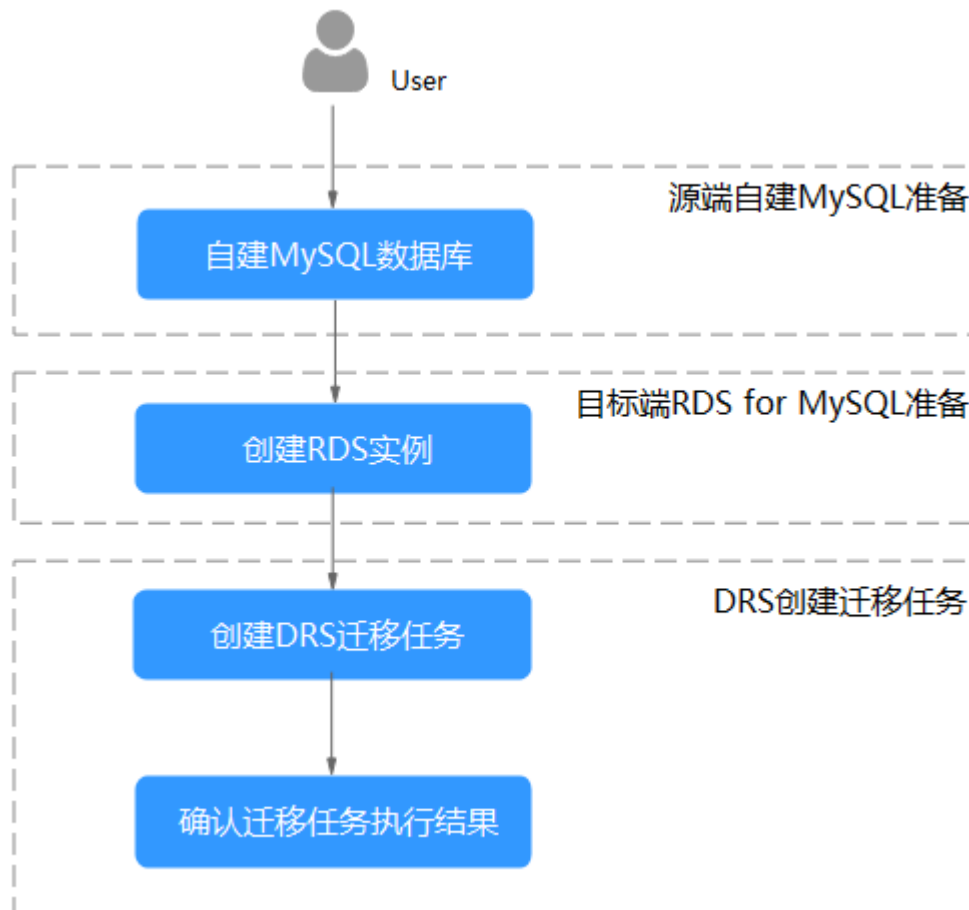 User
源端自建MySQL准备
自建MySQL数据库
目标端RDS for MySQL准备
创建RDS实例
DRS创建迁移任务
创建DRS迁移任务
确认迁移任务执行结果